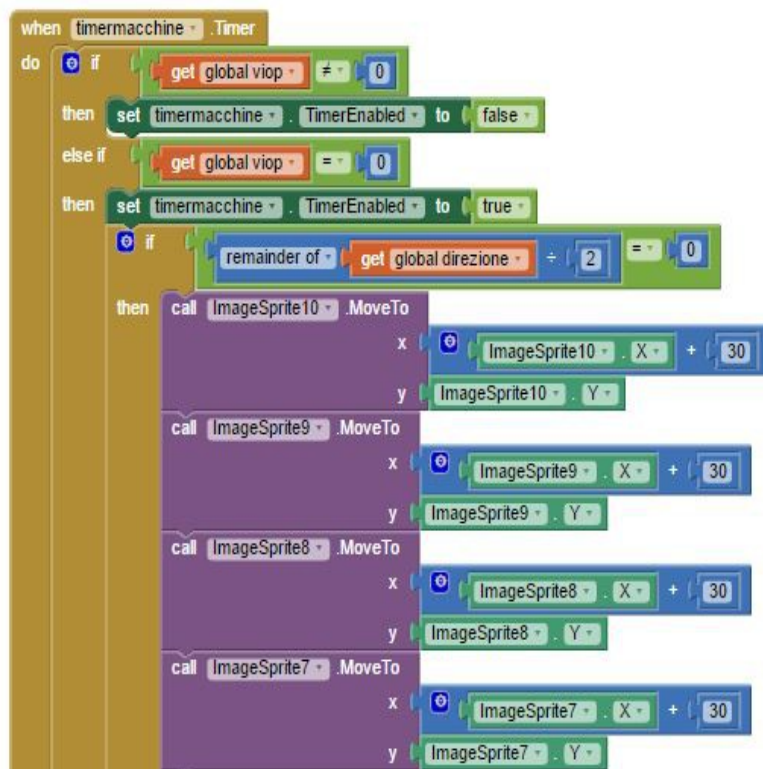 when timermacchine .Timer
do if get global viop ≠ 0
then set timermacchine . TimerEnabled to false
else if get global viop = 0
then set timermacchine . TimerEnabled to true
if remainder of get global direzione ÷ 2 = 0
then call ImageSprite10 .MoveTo
x ImageSprite10 . X + 30
y ImageSprite10 . Y
call ImageSprite9 .MoveTo
x ImageSprite9 . X + 30
y ImageSprite9 . Y
call ImageSprite8 .MoveTo
x ImageSprite8 . X + 30
y ImageSprite8 . Y
call ImageSprite7 .MoveTo
x ImageSprite7 . X + 30
y ImageSprite7 . Y